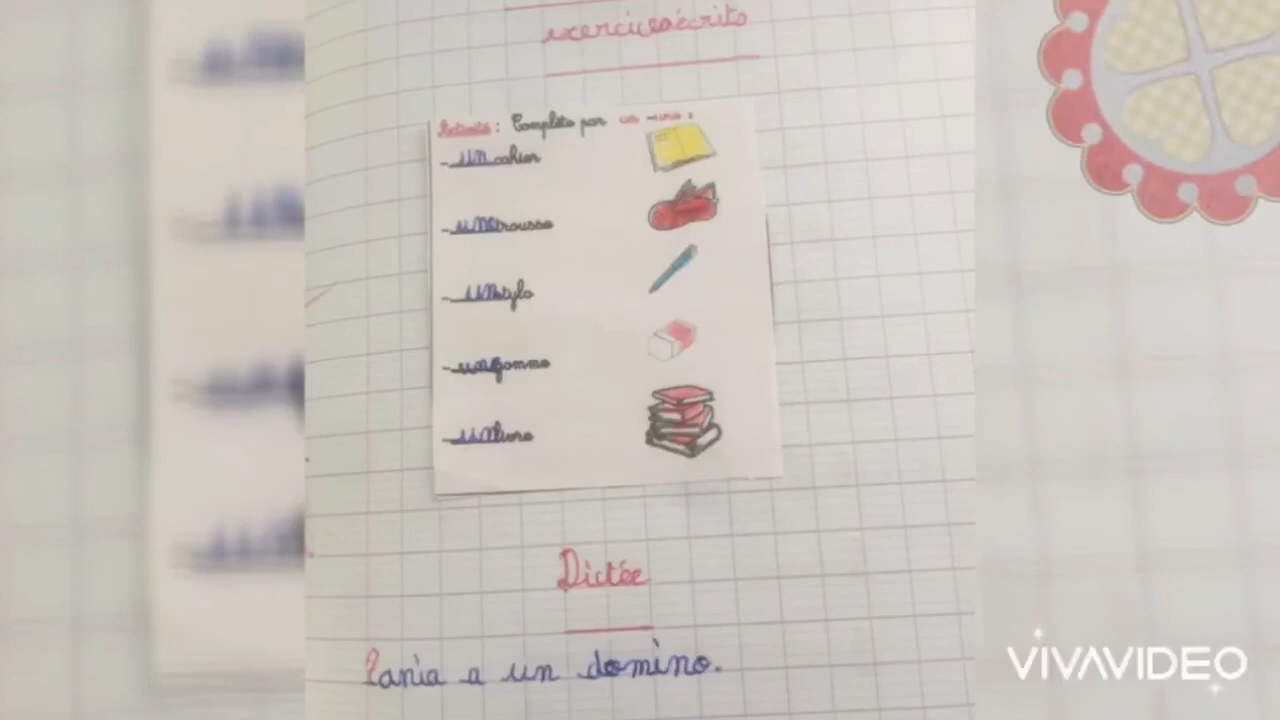 exercices écrits
Activité : Complète par un - une :
- un cahier
- une trousse
- un stylo
- une gomme
- un livre
Dictée
Rania a un domino.
VIVAVIDEO